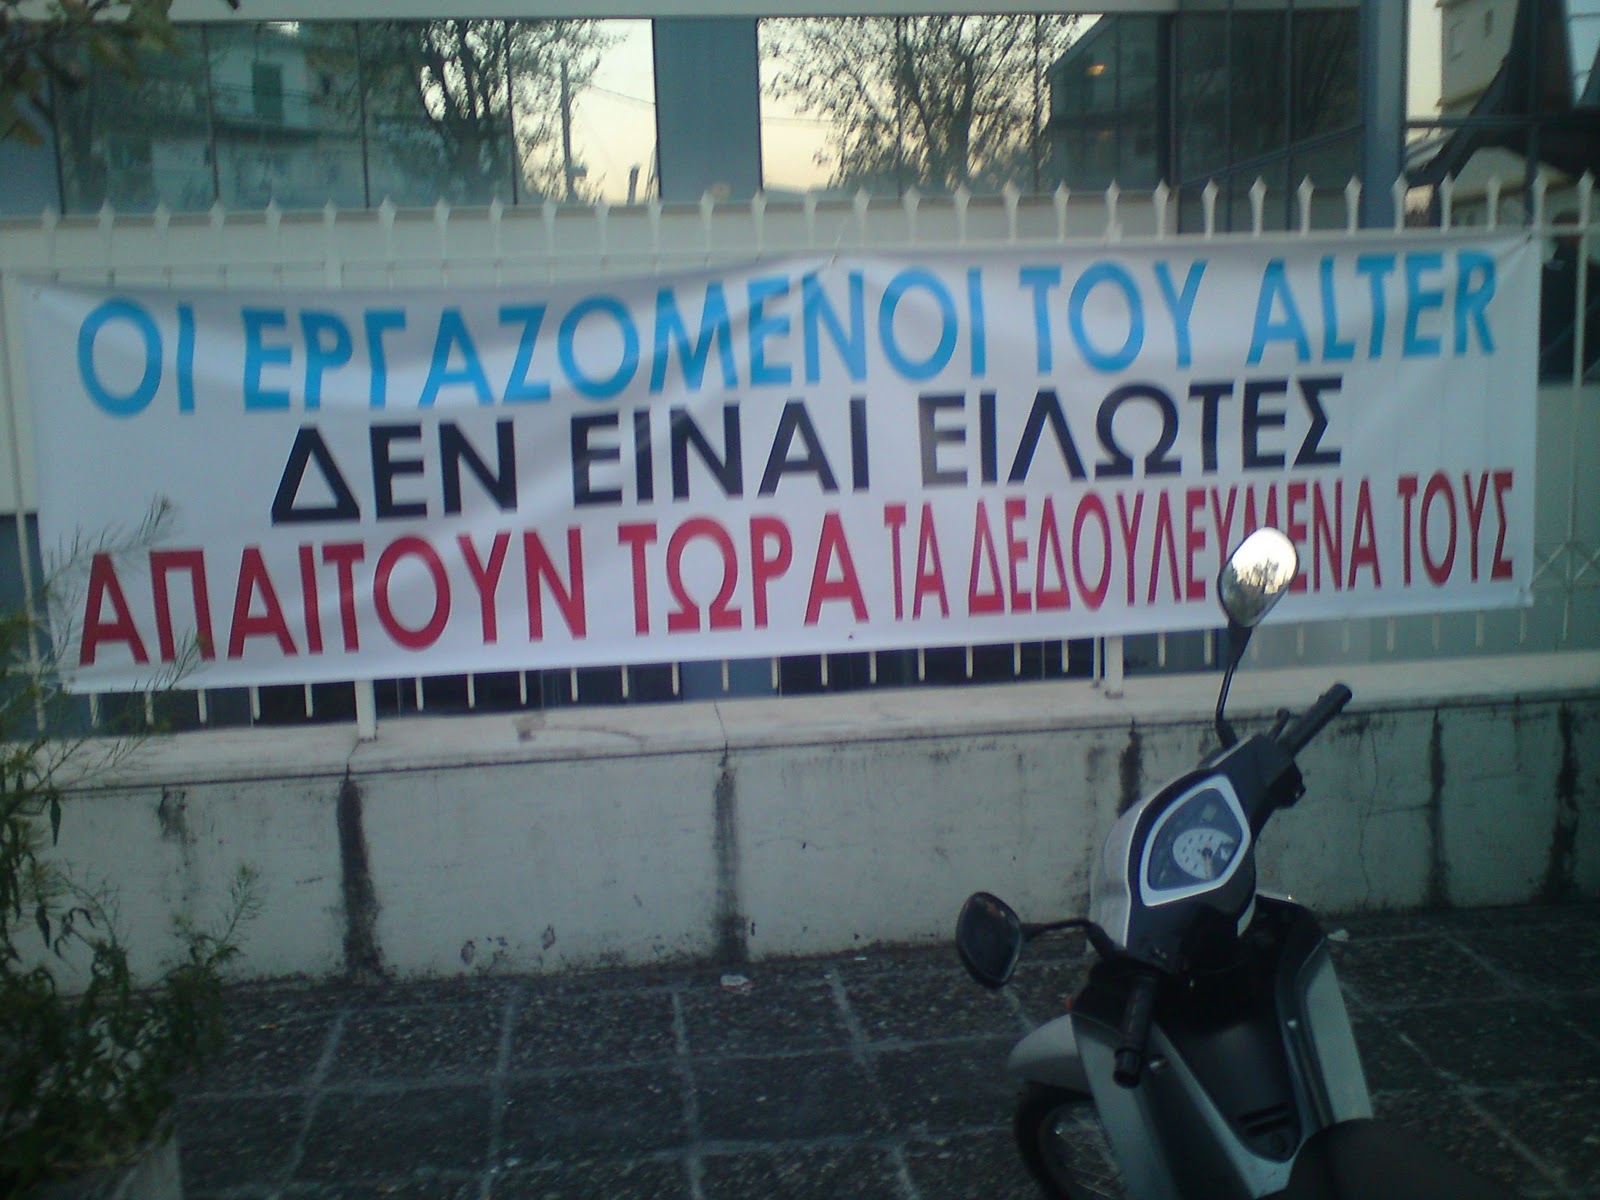 ΟΙ ΕΡΓΑΖΟΜΕΝΟΙ ΤΟΥ ALTER
ΔΕΝ ΕΙΝΑΙ ΕΙΛΩΤΕΣ
ΑΠΑΙΤΟΥΝ ΤΩΡΑ ΤΑ ΔΕΔΟΥΛΕΥΜΕΝΑ ΤΟΥΣ